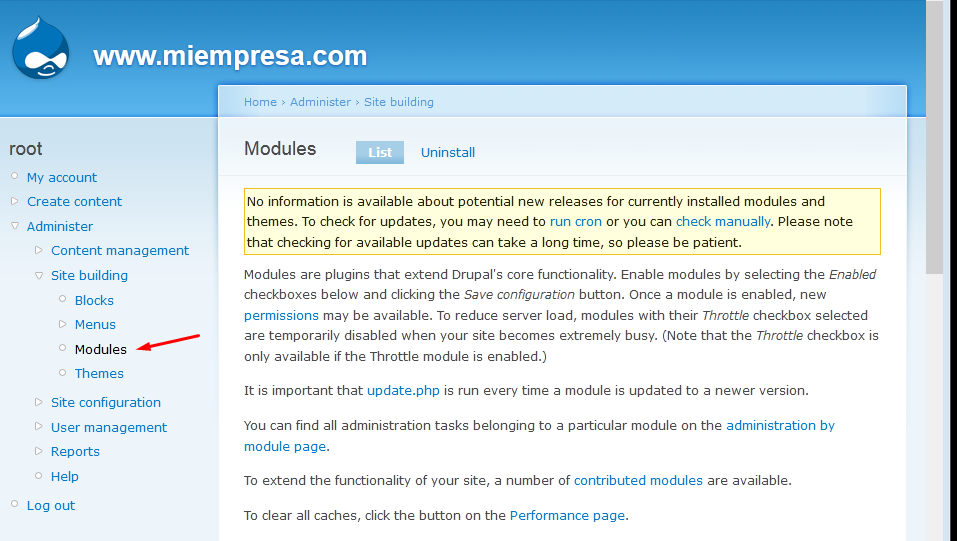 www.miempresa.com
Home › Administer › Site building
root
My account
Create content
Administer
Content management
Site building
Blocks
Menus
Modules
Themes
Site configuration
User management
Reports
Help
Log out
Modules
List
Uninstall
No information is available about potential new releases for currently installed modules and
themes. To check for updates, you may need to run cron or you can check manually. Please note
that checking for available updates can take a long time, so please be patient.
Modules are plugins that extend Drupal's core functionality. Enable modules by selecting the Enabled
checkboxes below and clicking the Save configuration button. Once a module is enabled, new
permissions may be available. To reduce server load, modules with their Throttle checkbox selected
are temporarily disabled when your site becomes extremely busy. (Note that the Throttle checkbox is
only available if the Throttle module is enabled.)
It is important that update.php is run every time a module is updated to a newer version.
You can find all administration tasks belonging to a particular module on the administration by
module page.
To extend the functionality of your site, a number of contributed modules are available.
To clear all caches, click the button on the Performance page.